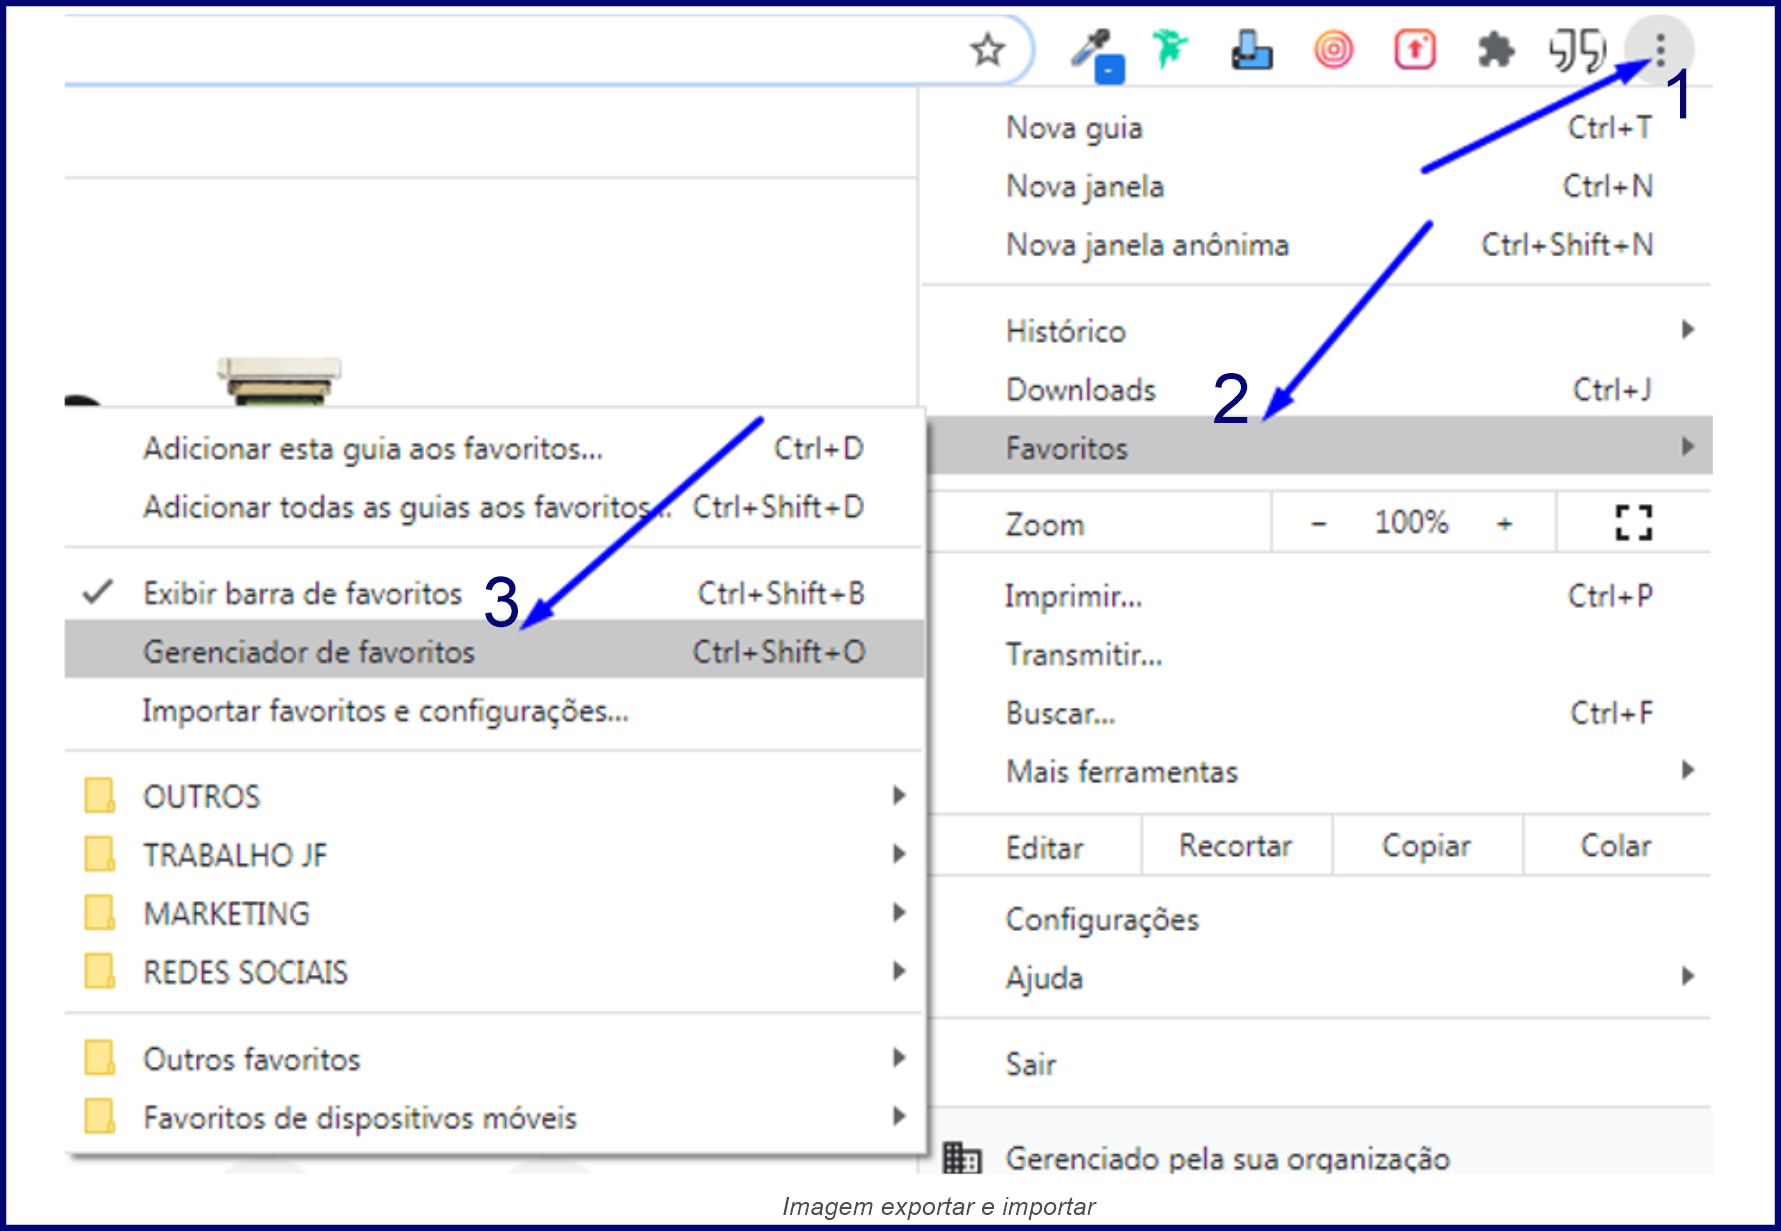 1
Nova guia Ctrl+T
Nova janela Ctrl+N
Nova janela anônima Ctrl+Shift+N
Histórico
Downloads Ctrl+J
2
Favoritos
Zoom - 100% +
Imprimir... Ctrl+P
Transmitir...
Buscar... Ctrl+F
Mais ferramentas
Editar Recortar Copiar Colar
Configurações
Ajuda
Sair
Gerenciado pela sua organização
Adicionar esta guia aos favoritos... Ctrl+D
Adicionar todas as guias aos favoritos... Ctrl+Shift+D
Exibir barra de favoritos Ctrl+Shift+B
3
Gerenciador de favoritos Ctrl+Shift+O
Importar favoritos e configurações...
OUTROS
TRABALHO JF
MARKETING
REDES SOCIAIS
Outros favoritos
Favoritos de dispositivos móveis
Imagem exportar e importar